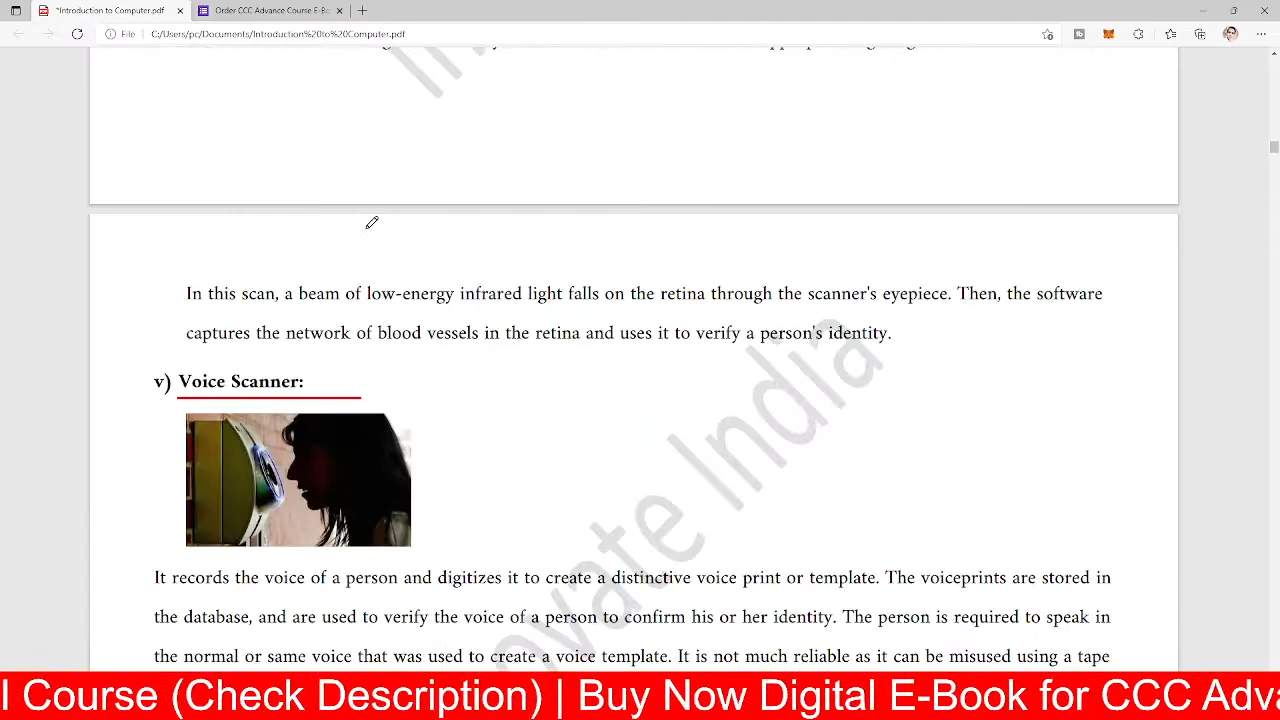 *Introduction to Computer.pdf
Order CCC Advance Course E-Bo
File
C:/Users/pc/Documents/Introduction%20to%20Computer.pdf
In this scan, a beam of low-energy infrared light falls on the retina through the scanner's eyepiece. Then, the software
captures the network of blood vessels in the retina and uses it to verify a person's identity.
v) Voice Scanner:
It records the voice of a person and digitizes it to create a distinctive voice print or template. The voiceprints are stored in
the database, and are used to verify the voice of a person to confirm his or her identity. The person is required to speak in
the normal or same voice that was used to create a voice template. It is not much reliable as it can be misused using a tape
ovate India
l Course (Check Description) | Buy Now Digital E-Book for CCC Adva